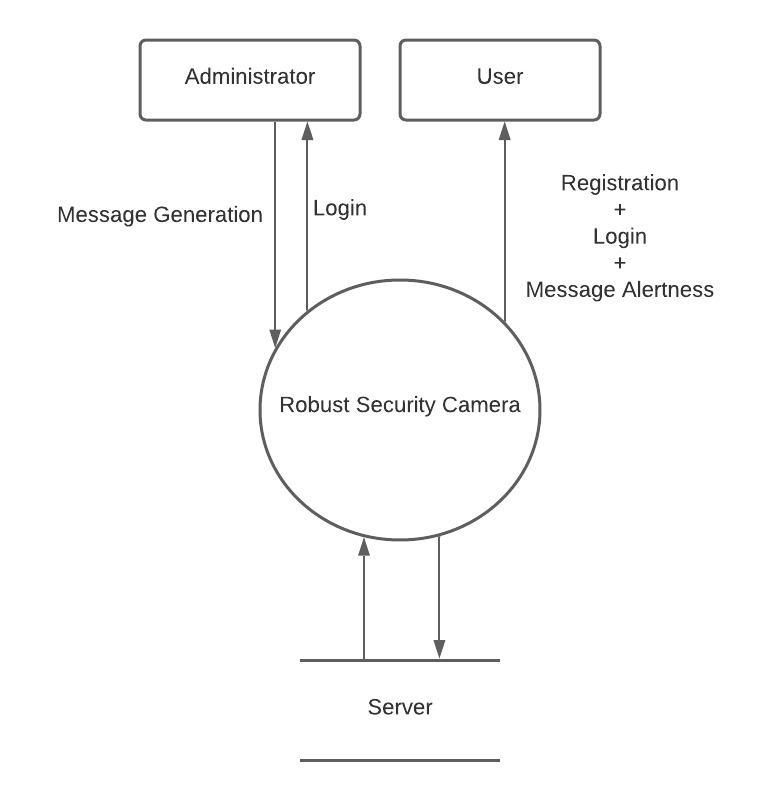 Administrator
User
Message Generation
Login
Registration
+
Login
+
Message Alertness
Robust Security Camera
Server